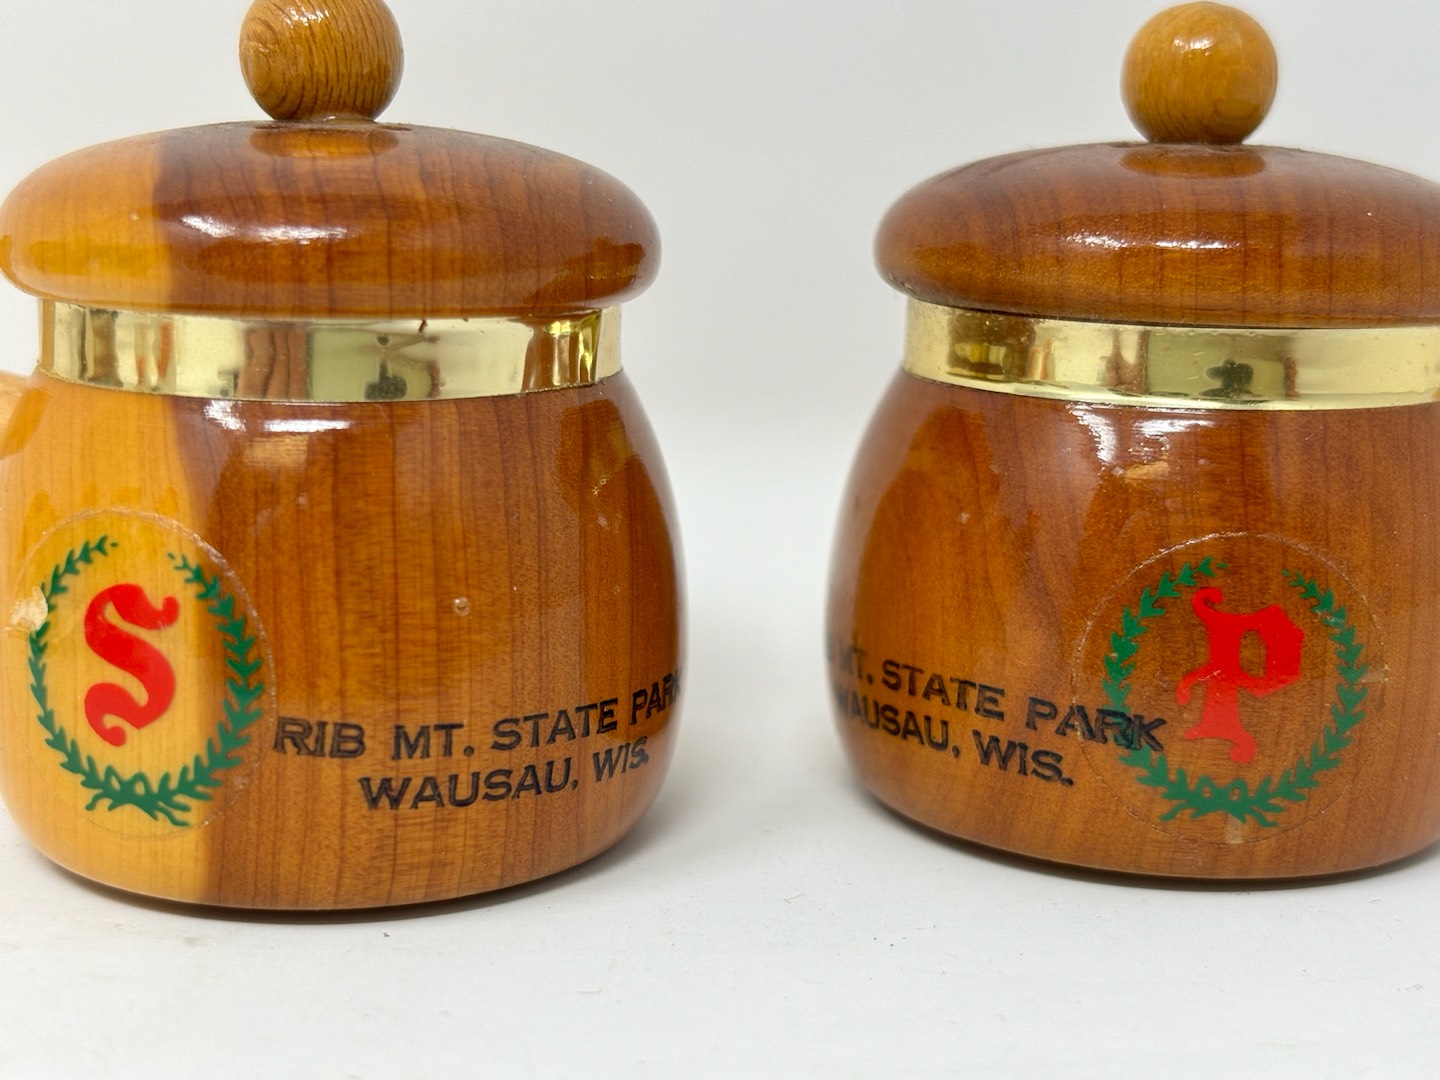 S
RIB MT. STATE PARK
WAUSAU, WIS.
MT. STATE PARK
WAUSAU, WIS.
P